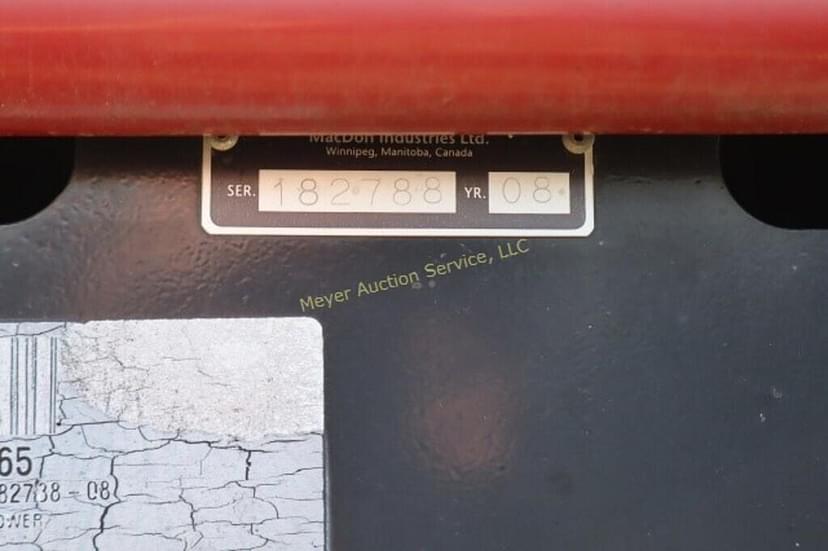 MacDon Industries Ltd.
Winnipeg, Manitoba, Canada
SER. 182788 YR. 08
Meyer Auction Service, LLC
65
82738-08
OWER